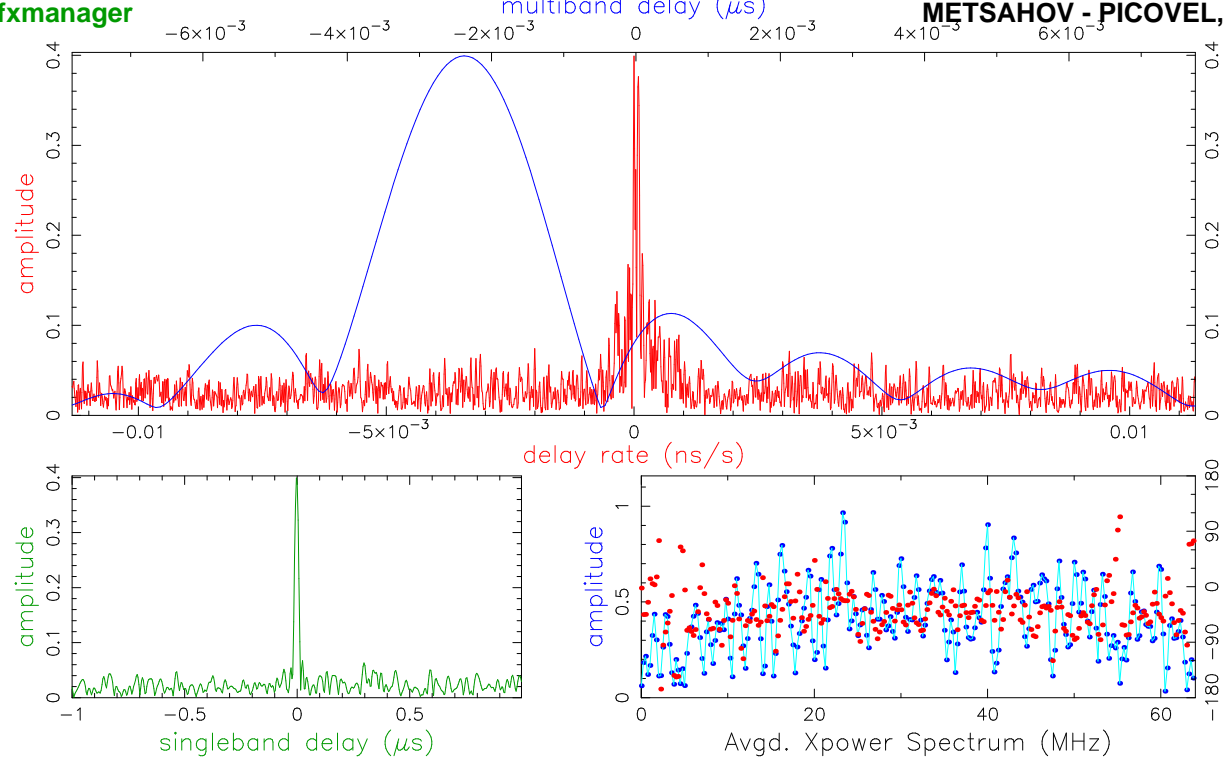 fxmanager
multiband delay (μs)
METSAHOV - PICOVEL,
−6×10⁻³ −4×10⁻³ −2×10⁻³ 0 2×10⁻³ 4×10⁻³ 6×10⁻³
amplitude
0 0.1 0.2 0.3 0.4
0 0.1 0.2 0.3 0.4
−0.01 −5×10⁻³ 0 5×10⁻³ 0.01
delay rate (ns/s)
amplitude
0 0.1 0.2 0.3 0.4
−1 −0.5 0 0.5
singleband delay (μs)
amplitude
0 0.5 1
−180 −90 0 90 180
0 20 40 60
Avgd. Xpower Spectrum (MHz)